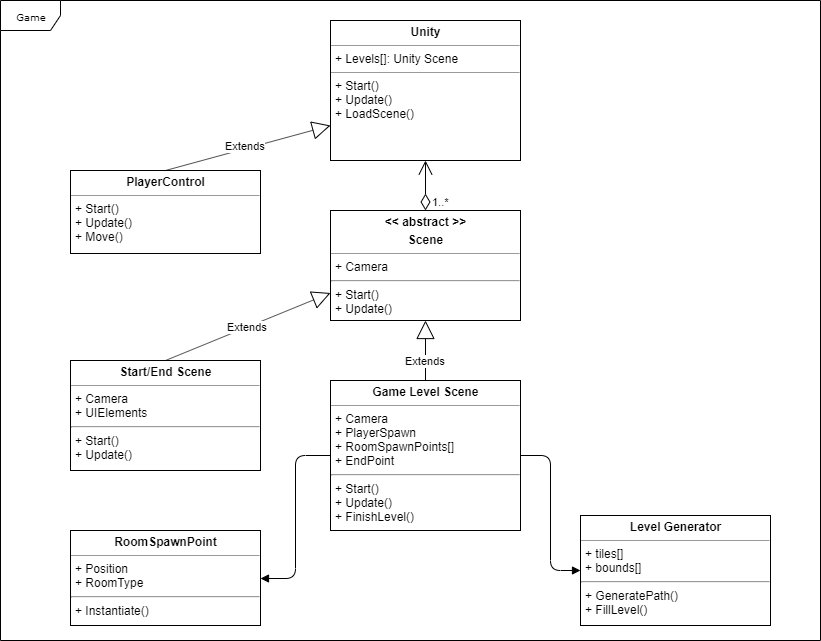 Game
Unity
+ Levels[]: Unity Scene
+ Start()
+ Update()
+ LoadScene()
Extends
PlayerControl
+ Start()
+ Update()
+ Move()
1..*
<< abstract >>
Scene
+ Camera
+ Start()
+ Update()
Extends
Extends
Start/End Scene
+ Camera
+ UIElements
+ Start()
+ Update()
Game Level Scene
+ Camera
+ PlayerSpawn
+ RoomSpawnPoints[]
+ EndPoint
+ Start()
+ Update()
+ FinishLevel()
RoomSpawnPoint
+ Position
+ RoomType
+ Instantiate()
Level Generator
+ tiles[]
+ bounds[]
+ GeneratePath()
+ FillLevel()